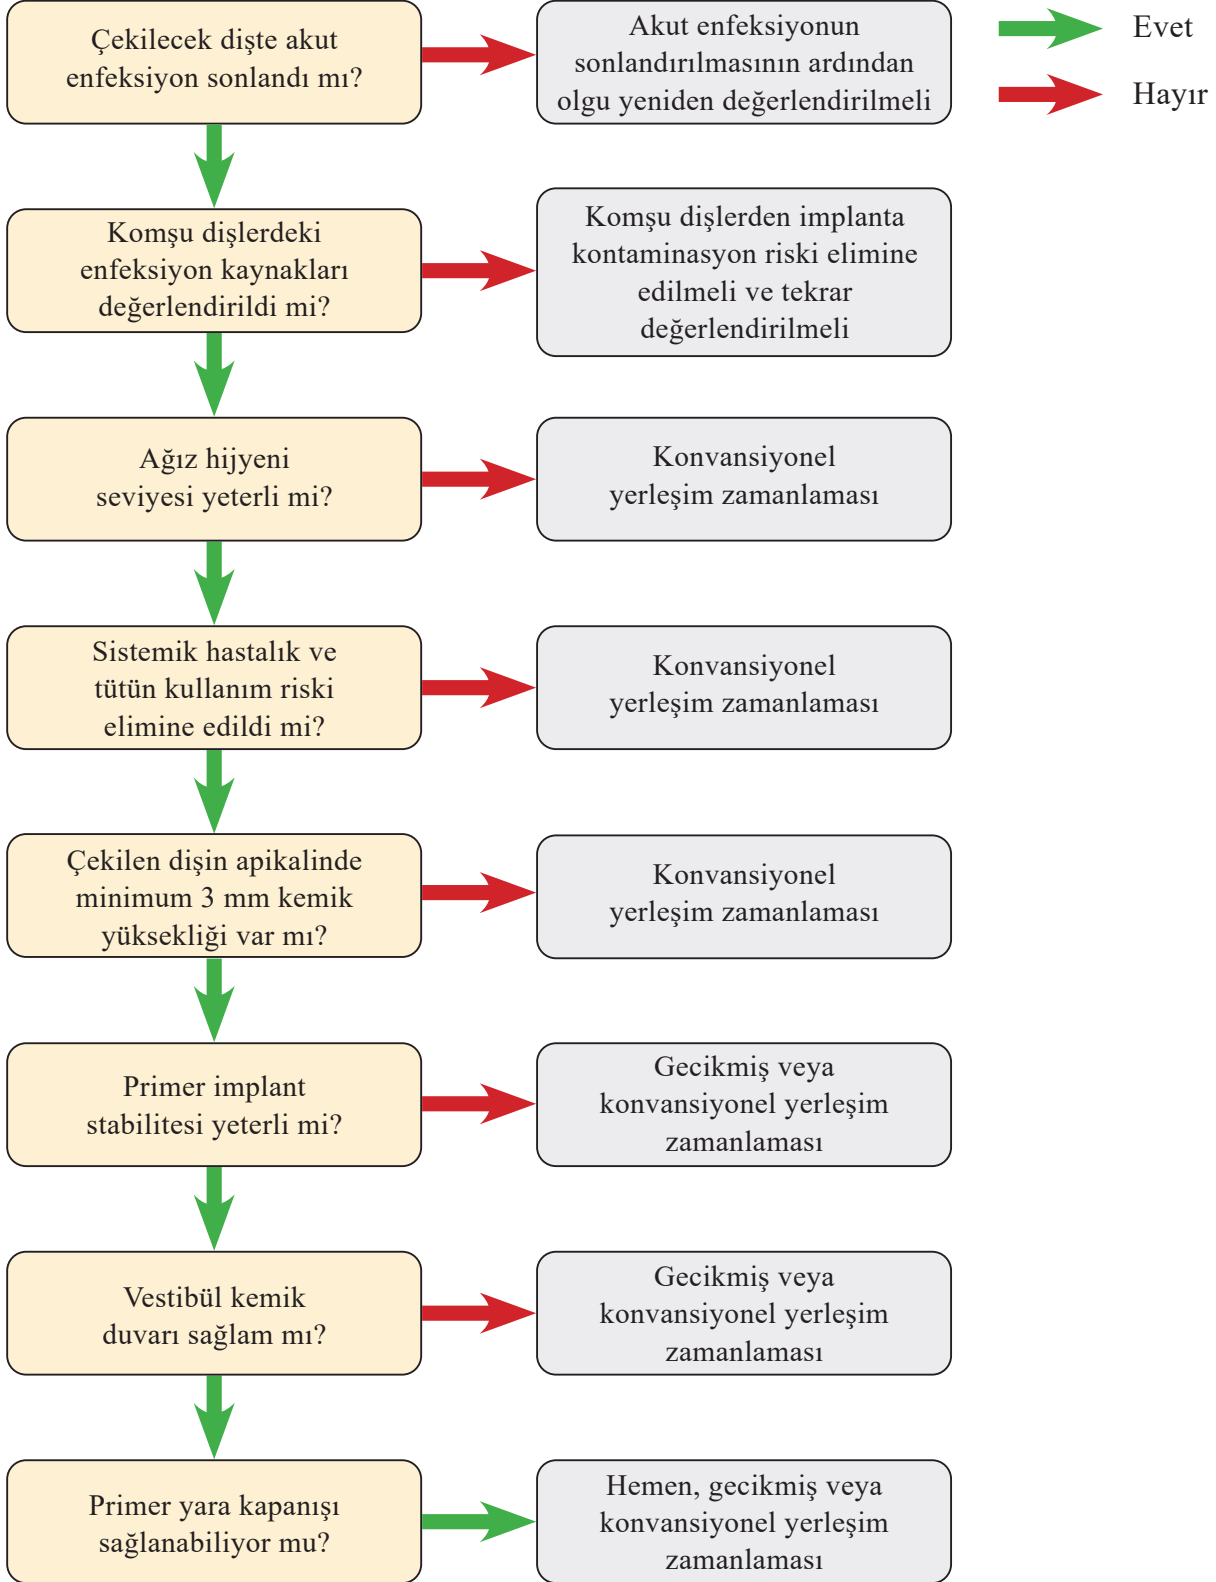 Çekilecek dişte akut
enfeksiyon sonlandı mı?
Akut enfeksiyonun
sonlandırılmasının ardından
olgu yeniden değerlendirilmeli
Evet
Hayır
Komşu dişlerdeki
enfeksiyon kaynakları
değerlendirildi mi?
Komşu dişlerden implanta
kontaminasyon riski elimine
edilmeli ve tekrar
değerlendirilmeli
Ağız hijyeni
seviyesi yeterli mi?
Konvansiyonel
yerleşim zamanlaması
Sistemik hastalık ve
tütün kullanım riski
elimine edildi mi?
Konvansiyonel
yerleşim zamanlaması
Çekilen dişin apikalinde
minimum 3 mm kemik
yüksekliği var mı?
Konvansiyonel
yerleşim zamanlaması
Primer implant
stabilitesi yeterli mi?
Gecikmiş veya
konvansiyonel yerleşim
zamanlaması
Vestibül kemik
duvarı sağlam mı?
Gecikmiş veya
konvansiyonel yerleşim
zamanlaması
Primer yara kapanışı
sağlanabiliyor mu?
Hemen, gecikmiş veya
konvansiyonel yerleşim
zamanlaması